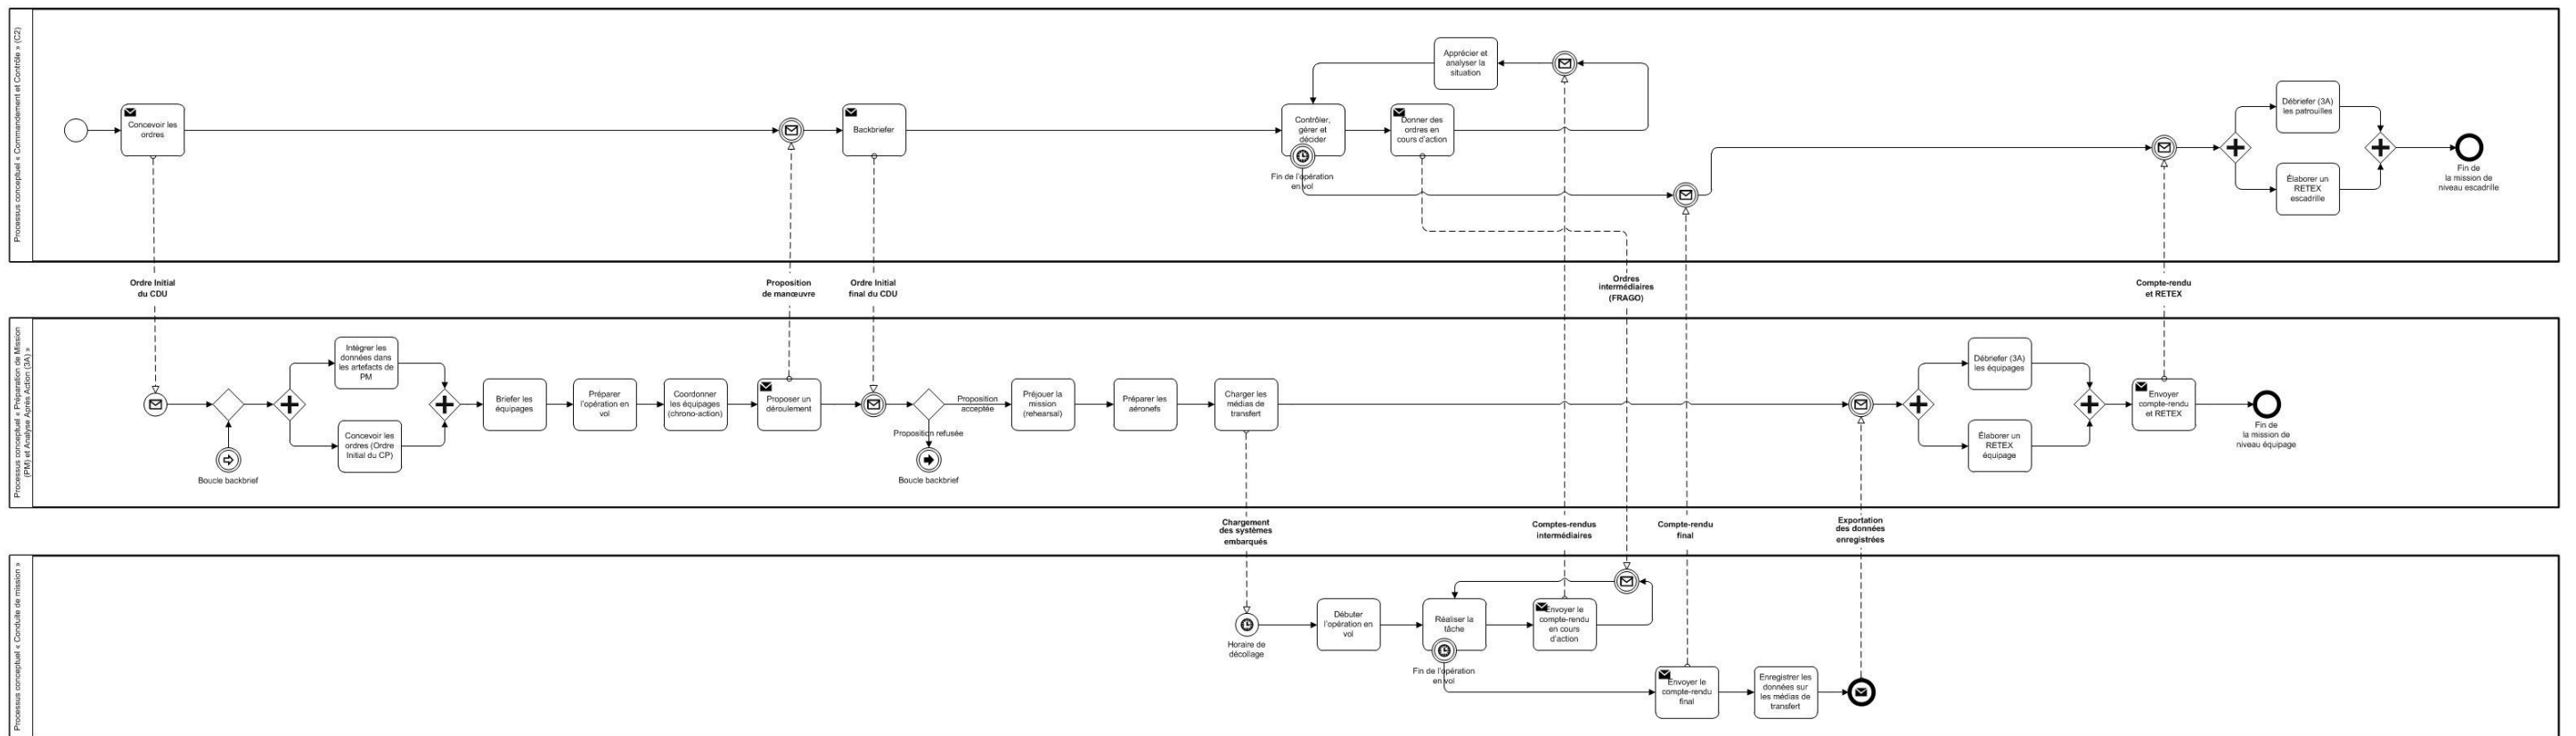 Processus conceptuel « Commandement et Contrôle » (C2)
Concevoir les
ordres
Backbriefer
Apprécier et
analyser la
situation
Contrôler,
gérer et
décider
Fin de l'opération
en vol
Donner des
ordres en
cours d'action
Débriefer (3A)
les patrouilles
Élaborer un
RETEX
escadrille
Fin de
la mission de
niveau escadrille
Ordre Initial
du CDU
Proposition
de manœuvre
Ordre Initial
final du CDU
Ordres
intermédiaires
(FRAGO)
Compte-rendu
et RETEX
Processus conceptuel « Préparation de Mission
(PM) et Analyse Après Action (3A) »
Boucle backbrief
Intégrer les
données dans
les artefacts de
PM
Concevoir les
ordres (Ordre
Initial du CP)
Briefer les
équipages
Préparer
l'opération en
vol
Coordonner
les équipages
(chrono-action)
Proposer un
déroulement
Proposition
acceptée
Proposition refusée
Boucle backbrief
Préjouer la
mission
(rehearsal)
Préparer les
aéronefs
Charger les
médias de
transfert
Débriefer (3A)
les équipages
Élaborer un
RETEX
équipage
Envoyer
compte-rendu
et RETEX
Fin de
la mission de
niveau équipage
Chargement
des systèmes
embarqués
Comptes-rendus
intermédiaires
Compte-rendu
final
Exportation
des données
enregistrées
Processus conceptuel « Conduite de mission »
Horaire de
décollage
Débuter
l'opération en
vol
Réaliser la
tâche
Fin de l'opération
en vol
Envoyer le
compte-rendu
en cours
d'action
Envoyer le
compte-rendu
final
Enregistrer les
données sur
les médias de
transfert